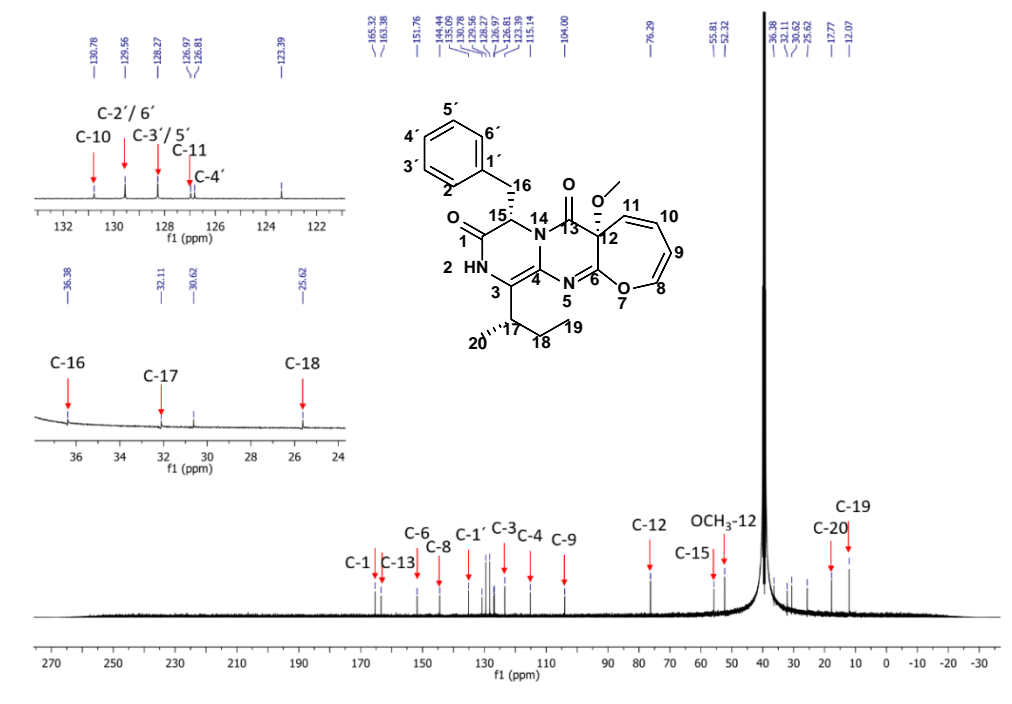 165.32
163.38
151.76
144.44
135.09
130.78
129.56
128.27
126.97
126.81
123.39
115.14
104.00
76.29
55.81
52.32
36.38
32.11
30.62
25.62
17.77
12.07
130.78
129.56
128.27
126.97
126.81
123.39
C-2´/ 6´
C-10
C-3´/ 5´
C-11
C-4´
132 130 128 126 124 122
f1 (ppm)
36.38
32.11
30.62
25.62
C-16
C-17
C-18
36 34 32 30 28 26 24
f1 (ppm)
5´
4´
6´
3´
1´
2´
16
O
O
15
14
13
12
11
10
9
8
O
1
HN
2
N
3
4
N
5
6
O
7
17
18
19
20
C-1
C-13
C-6
C-8
C-1´
C-3
C-4
C-9
C-12
C-15
OCH3-12
C-20
C-19
270 250 230 210 190 170 150 130 110 90 80 70 60 50 40 30 20 10 0 -10 -20 -30
f1 (ppm)